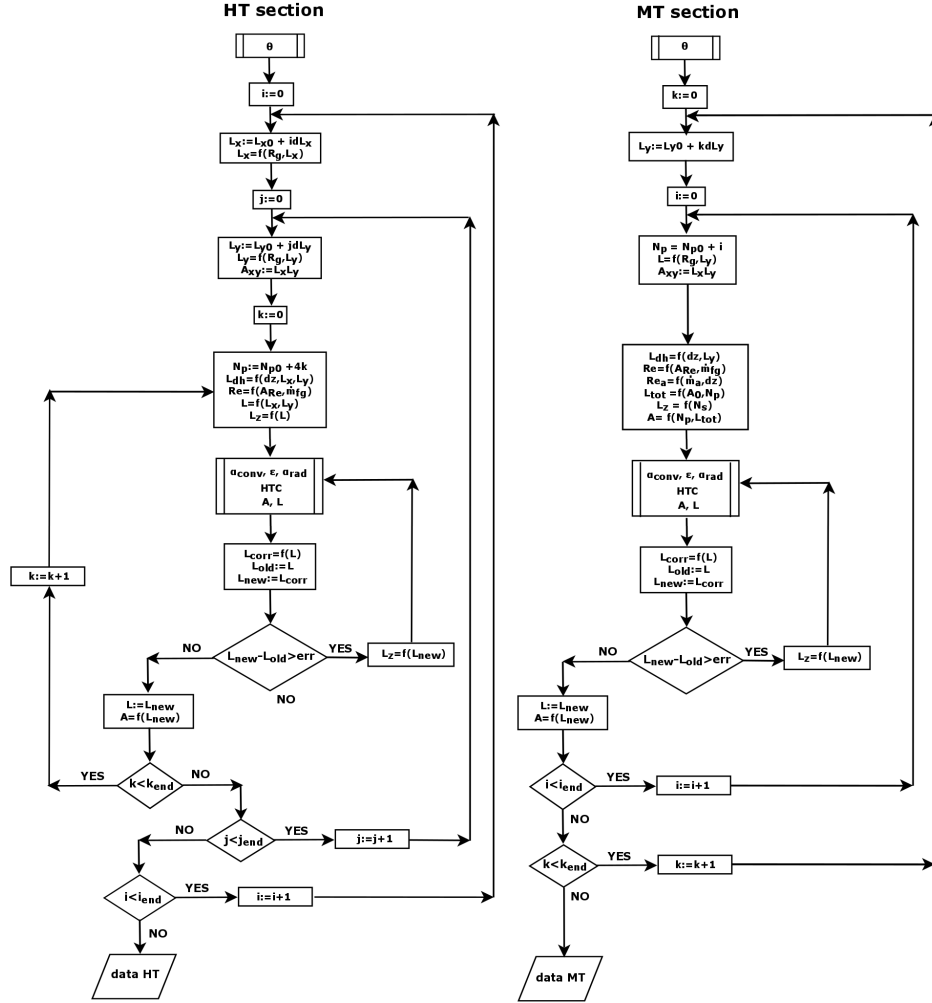 HT section
θ
i:=0
Lx:=Lx0 + idLx
Lx=f(Rg,Lx)
j:=0
Ly:=Ly0 + jdLy
Ly=f(Rg,Ly)
Axy:=LxLy
k:=0
Np:=Np0 +4k
Ldh=f(dz,Lx,Ly)
Re=f(ARe,ṁfg)
L=f(Lx,Ly)
Lz=f(L)
αconv, ε, αrad
HTC
A, L
Lcorr=f(L)
Lold:=L
Lnew:=Lcorr
k:=k+1
NO
Lnew-Lold>err
YES
Lz=f(Lnew)
NO
L:=Lnew
A=f(Lnew)
YES
k<kend
NO
NO
j<jend
YES
j:=j+1
i<iend
YES
i:=i+1
NO
data HT
MT section
θ
k:=0
Ly:=Ly0 + kdLy
i:=0
Np = Np0 + i
L=f(Rg,Ly)
Axy:=LxLy
Ldh=f(dz,Ly)
Re=f(ARe,ṁfg)
Rea=f(ṁa,dz)
Ltot =f(A0,Np)
Lz = f(Ns)
A= f(Np,Ltot)
αconv, ε, αrad
HTC
A, L
Lcorr=f(L)
Lold:=L
Lnew:=Lcorr
NO
Lnew-Lold>err
YES
Lz=f(Lnew)
L:=Lnew
A=f(Lnew)
i<iend
YES
i:=i+1
NO
k<kend
YES
k:=k+1
NO
data MT